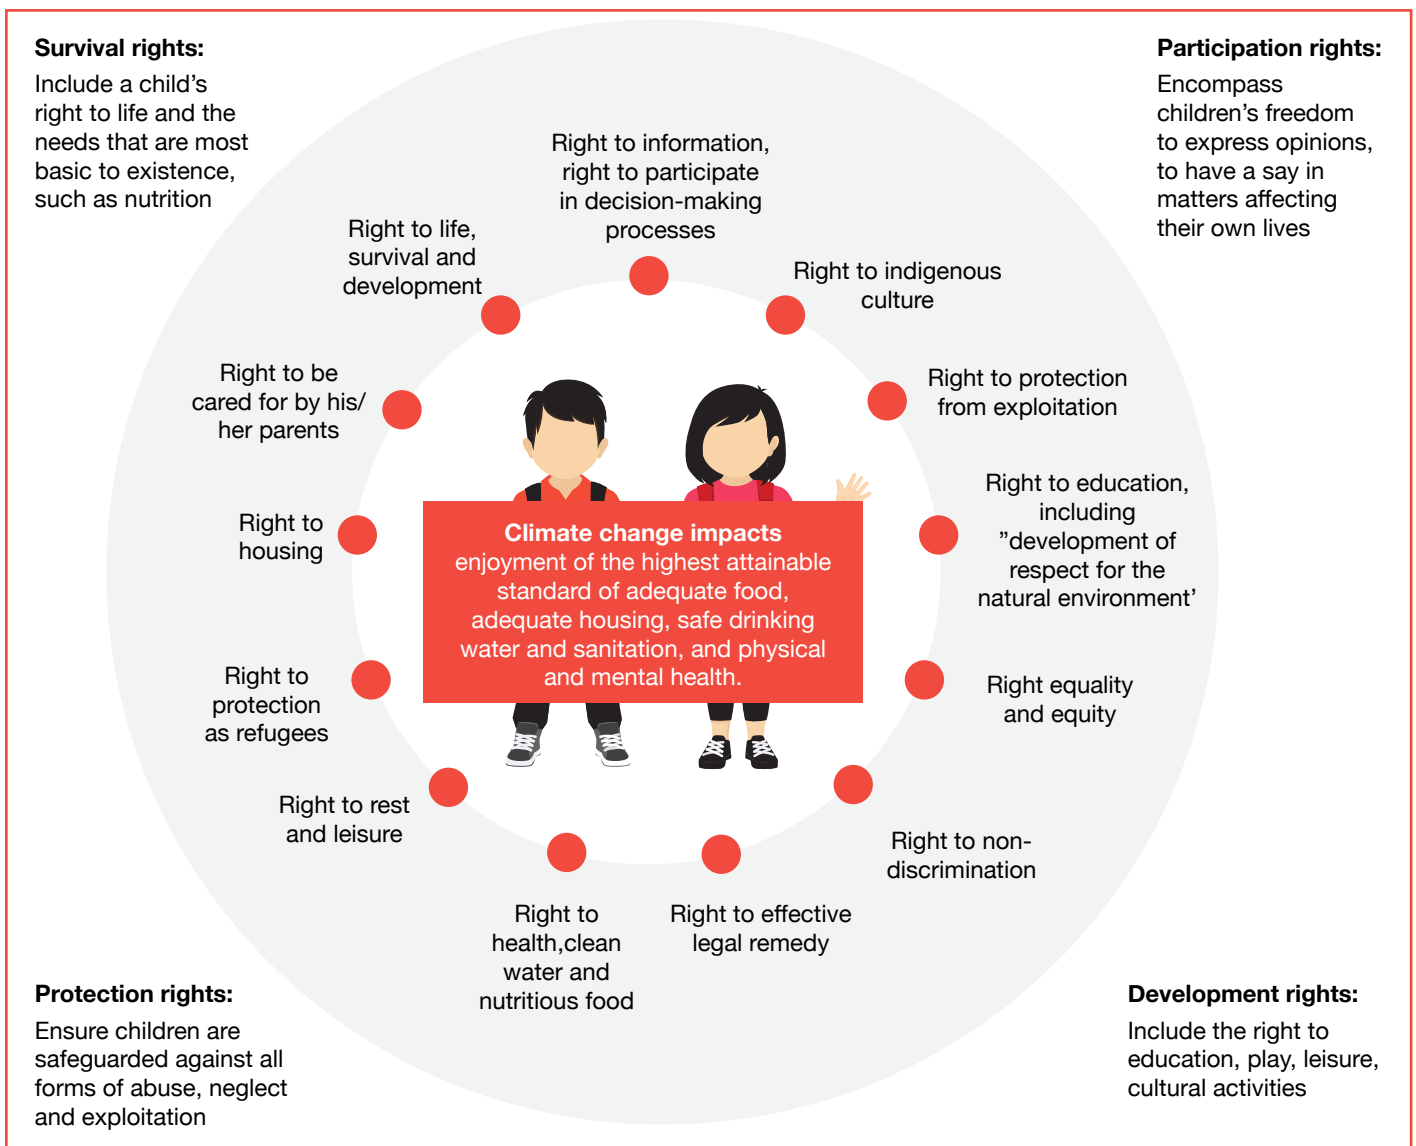 Survival rights:
Include a child’s
right to life and the
needs that are most
basic to existence,
such as nutrition
Participation rights:
Encompass
children’s freedom
to express opinions,
to have a say in
matters affecting
their own lives
Right to information,
right to participate
in decision-making
processes
Right to life,
survival and
development
Right to indigenous
culture
Right to be
cared for by his/
her parents
Right to protection
from exploitation
Right to
housing
Right to education,
including
”development of
respect for the
natural environment’
Climate change impacts
enjoyment of the highest attainable
standard of adequate food,
adequate housing, safe drinking
water and sanitation, and physical
and mental health.
Right to
protection
as refugees
Right equality
and equity
Right to rest
and leisure
Right to non-
discrimination
Right to
health,clean
water and
nutritious food
Right to effective
legal remedy
Protection rights:
Ensure children are
safeguarded against all
forms of abuse, neglect
and exploitation
Development rights:
Include the right to
education, play, leisure,
cultural activities